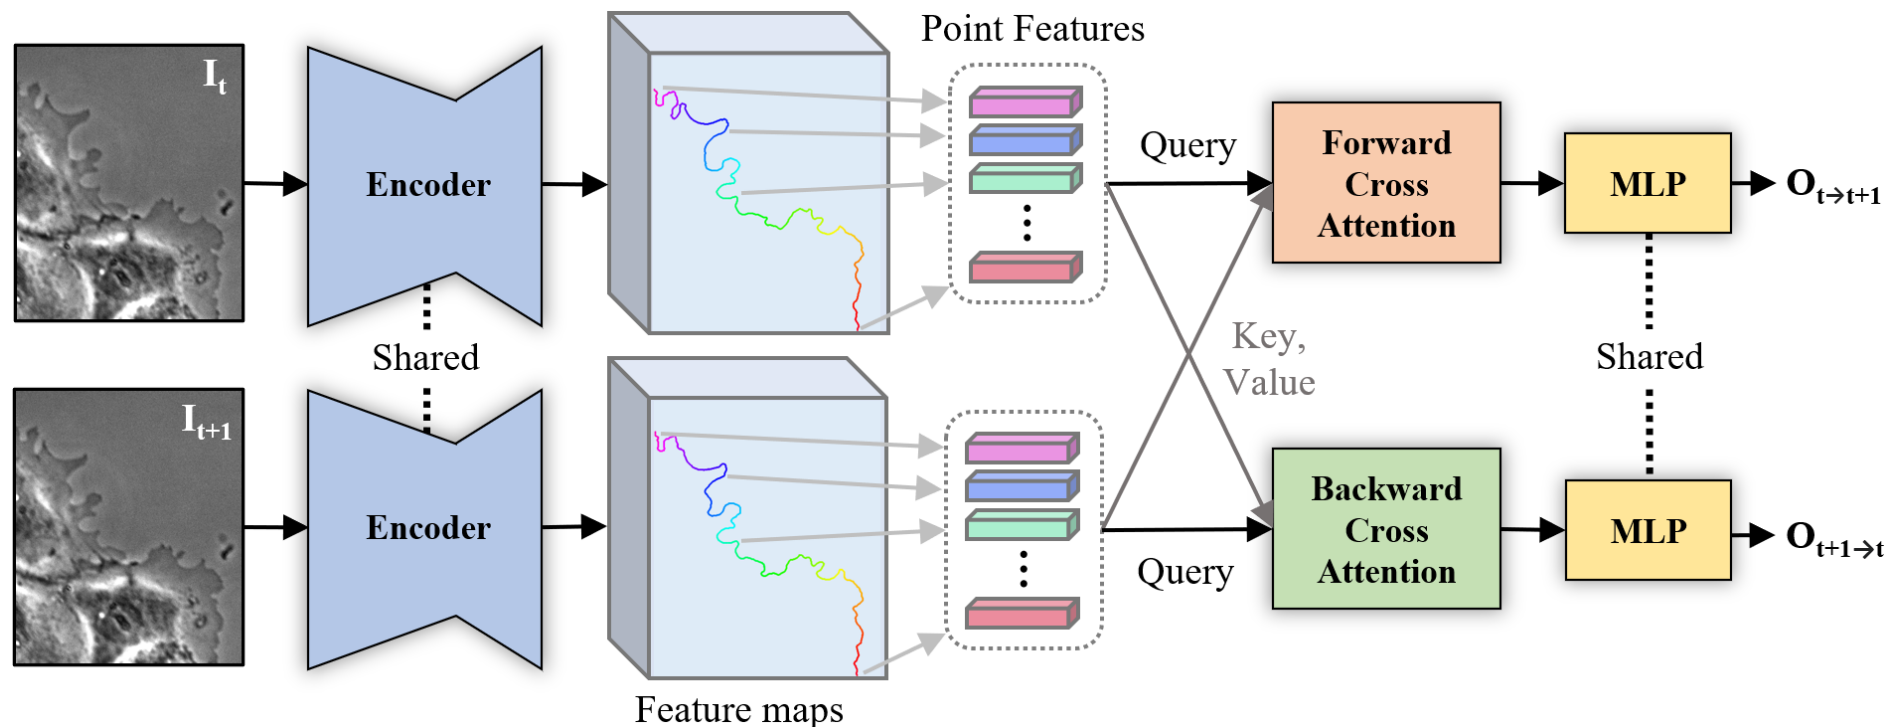 Point Features
I_t
Encoder
Query
Forward
Cross
Attention
MLP
O_t→t+1
Shared
Key,
Value
Shared
I_t+1
Encoder
Query
Backward
Cross
Attention
MLP
O_t+1→t
Feature maps